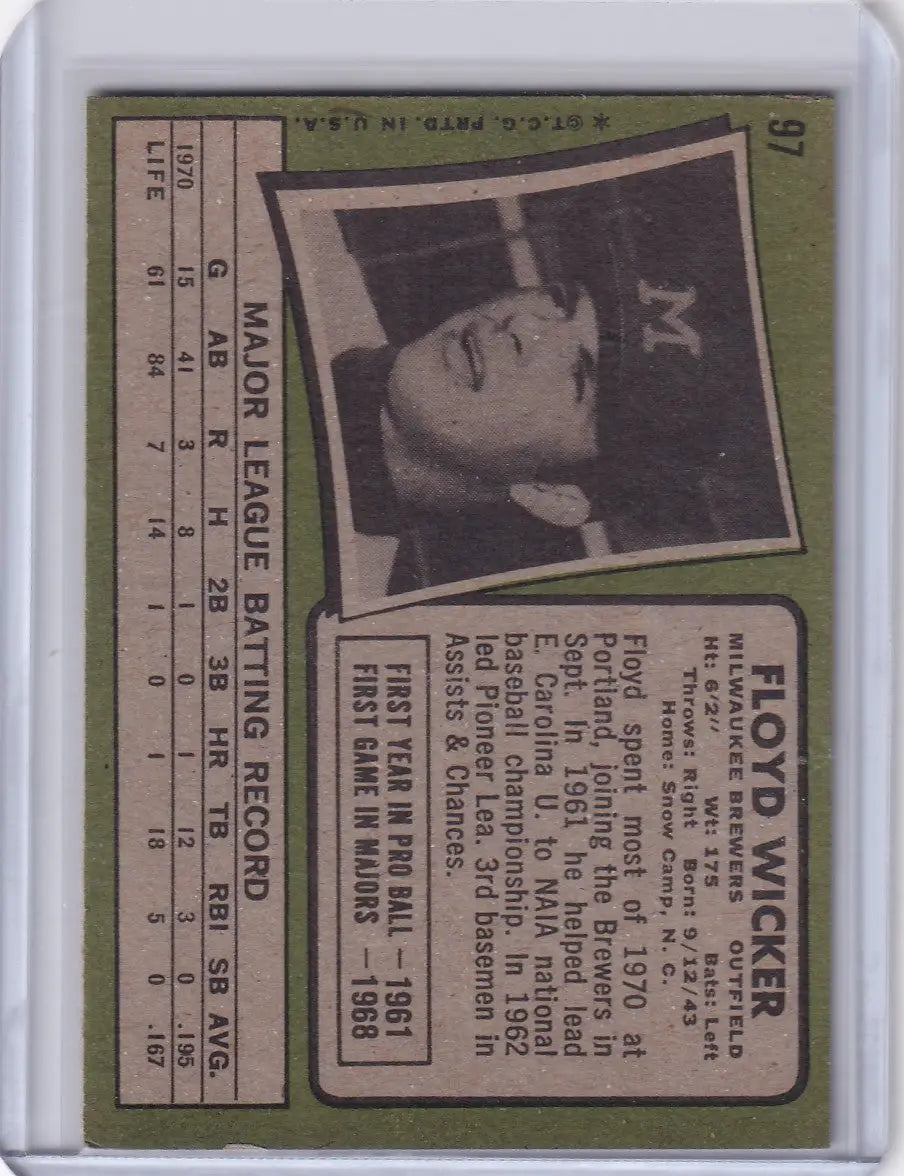 97
*©T.C.G. PRTD. IN U.S.A.
M
FLOYD WICKER
MILWAUKEE BREWERS OUTFIELD
Ht: 6'2" Wt: 175 Bats: Left
Throws: Right Born: 9/12/43
Home: Snow Camp, N. C.
Floyd spent most of 1970 at
Portland, joining the Brewers in
Sept. In 1961 he helped lead
E. Carolina U. to NAIA national
baseball championship. In 1962
led Pioneer Lea. 3rd basemen in
Assists & Chances.
FIRST YEAR IN PRO BALL — 1961
FIRST GAME IN MAJORS — 1968
MAJOR LEAGUE BATTING RECORD
G AB R H 2B 3B HR TB RBI SB AVG.
1970 15 41 3 8 1 0 1 12 3 0 .195
LIFE 61 84 7 14 1 0 1 18 5 0 .167